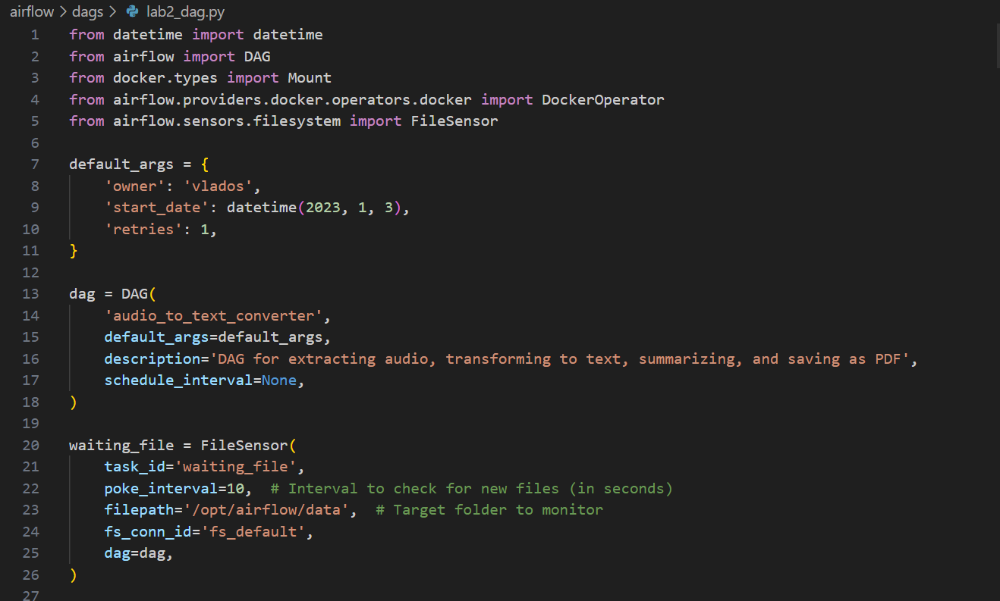 airflow > dags > lab2_dag.py
1 from datetime import datetime
2 from airflow import DAG
3 from docker.types import Mount
4 from airflow.providers.docker.operators.docker import DockerOperator
5 from airflow.sensors.filesystem import FileSensor
6
7 default_args = {
8     'owner': 'vlados',
9     'start_date': datetime(2023, 1, 3),
10     'retries': 1,
11 }
12
13 dag = DAG(
14     'audio_to_text_converter',
15     default_args=default_args,
16     description='DAG for extracting audio, transforming to text, summarizing, and saving as PDF',
17     schedule_interval=None,
18 )
19
20 waiting_file = FileSensor(
21     task_id='waiting_file',
22     poke_interval=10,  # Interval to check for new files (in seconds)
23     filepath='/opt/airflow/data',  # Target folder to monitor
24     fs_conn_id='fs_default',
25     dag=dag,
26 )
27